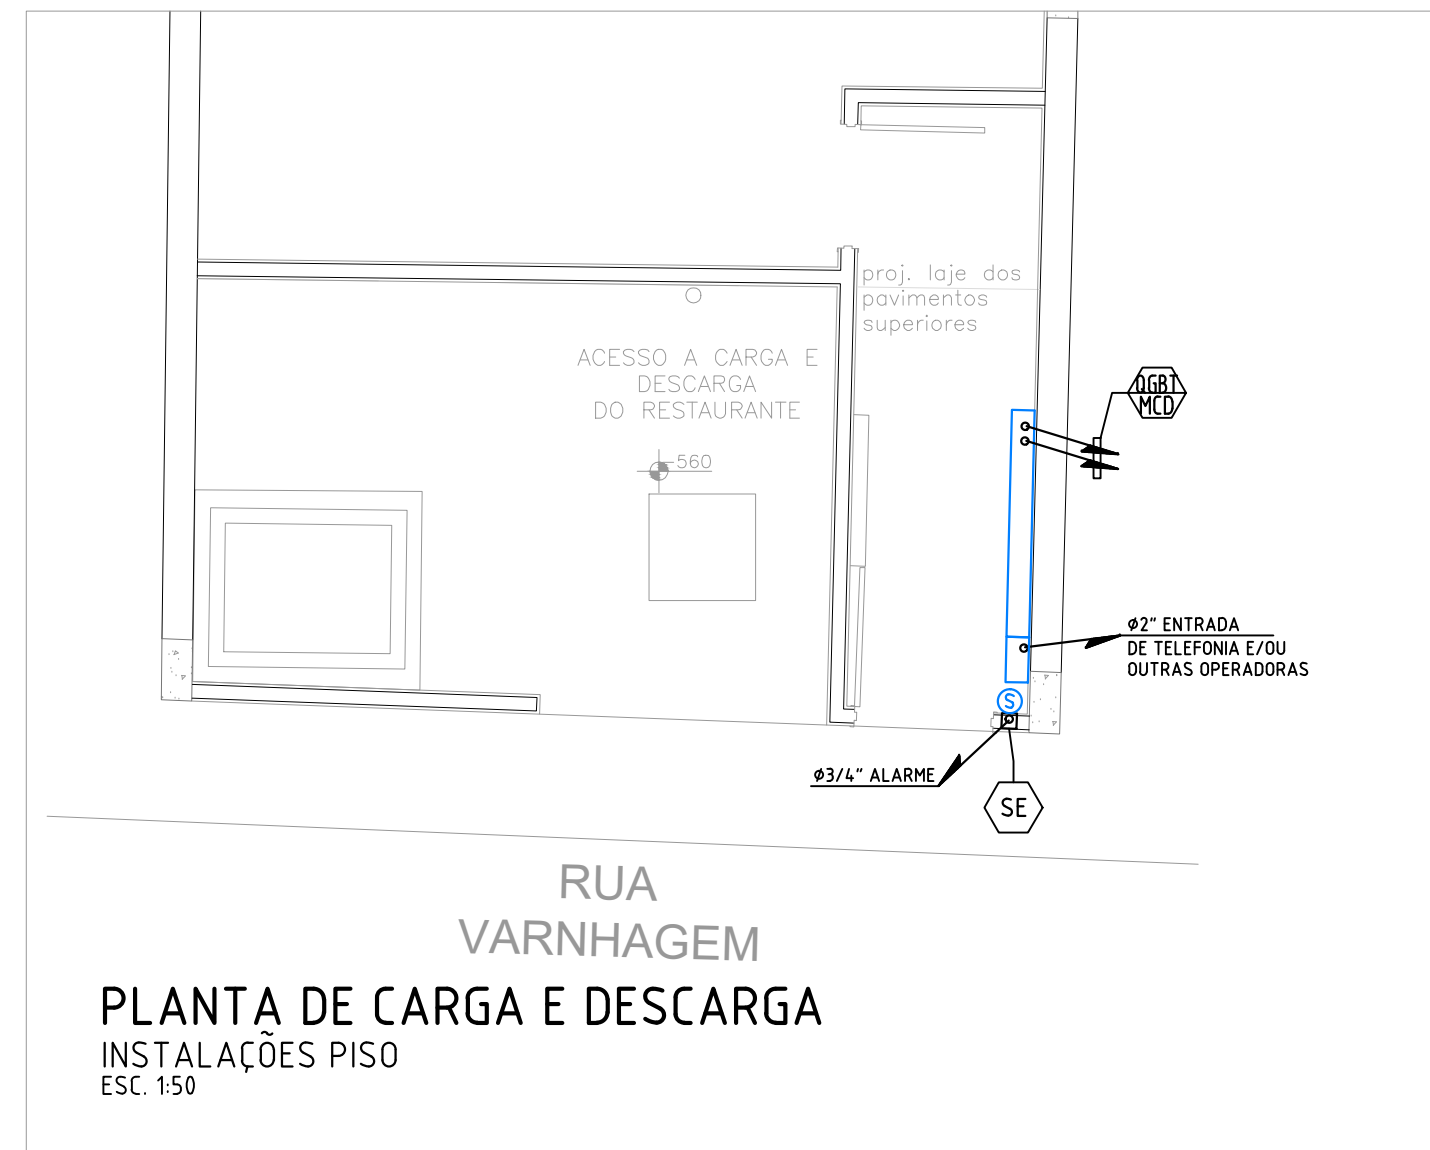 proj. laje dos
pavimentos
superiores
ACESSO A CARGA E
DESCARGA
DO RESTAURANTE
560
QGBT
MCD
ø2" ENTRADA
DE TELEFONIA E/OU
OUTRAS OPERADORAS
S
ø3/4" ALARME
SE
RUA
VARNHAGEM
PLANTA DE CARGA E DESCARGA
INSTALAÇÕES PISO
ESC. 1:50